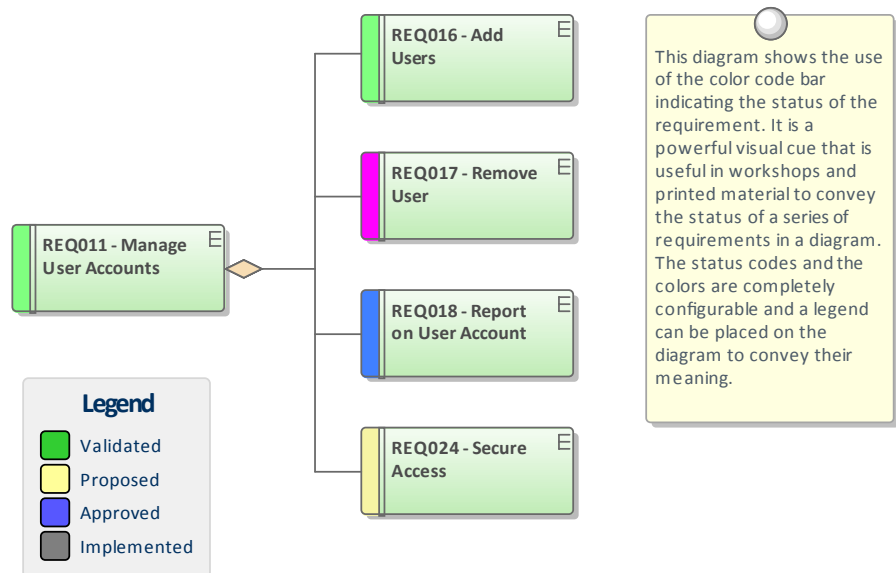 REQ016 - Add
Users
REQ017 - Remove
User
REQ011 - Manage
User Accounts
REQ018 - Report
on User Account
REQ024 - Secure
Access
Legend
Validated
Proposed
Approved
Implemented
This diagram shows the use
of the color code bar
indicating the status of the
requirement. It is a
powerful visual cue that is
useful in workshops and
printed material to convey
the status of a series of
requirements in a diagram.
The status codes and the
colors are completely
configurable and a legend
can be placed on the
diagram to convey their
meaning.